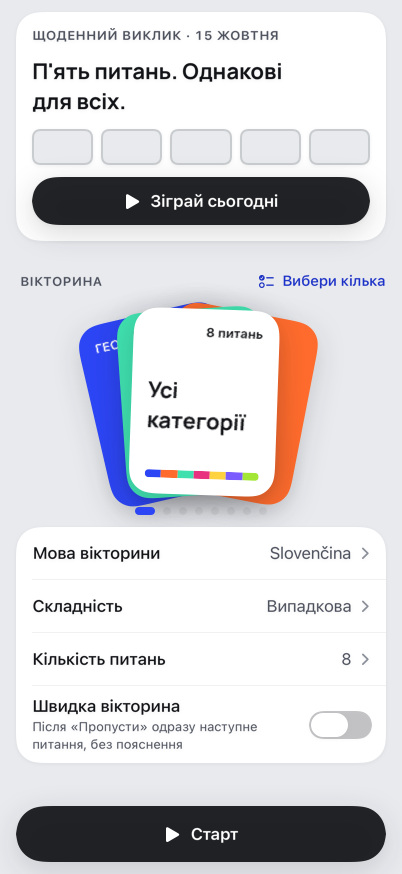 ЩОДЕННИЙ ВИКЛИК · 15 ЖОВТНЯ
П'ять питань. Однакові
для всіх.
Зіграй сьогодні
ВІКТОРИНА
Вибери кілька
8 питань
Усі
категорії
Мова вікторини
Slovenčina
Складність
Випадкова
Кількість питань
8
Швидка вікторина
Після «Пропусти» одразу наступне
питання, без пояснення
Старт